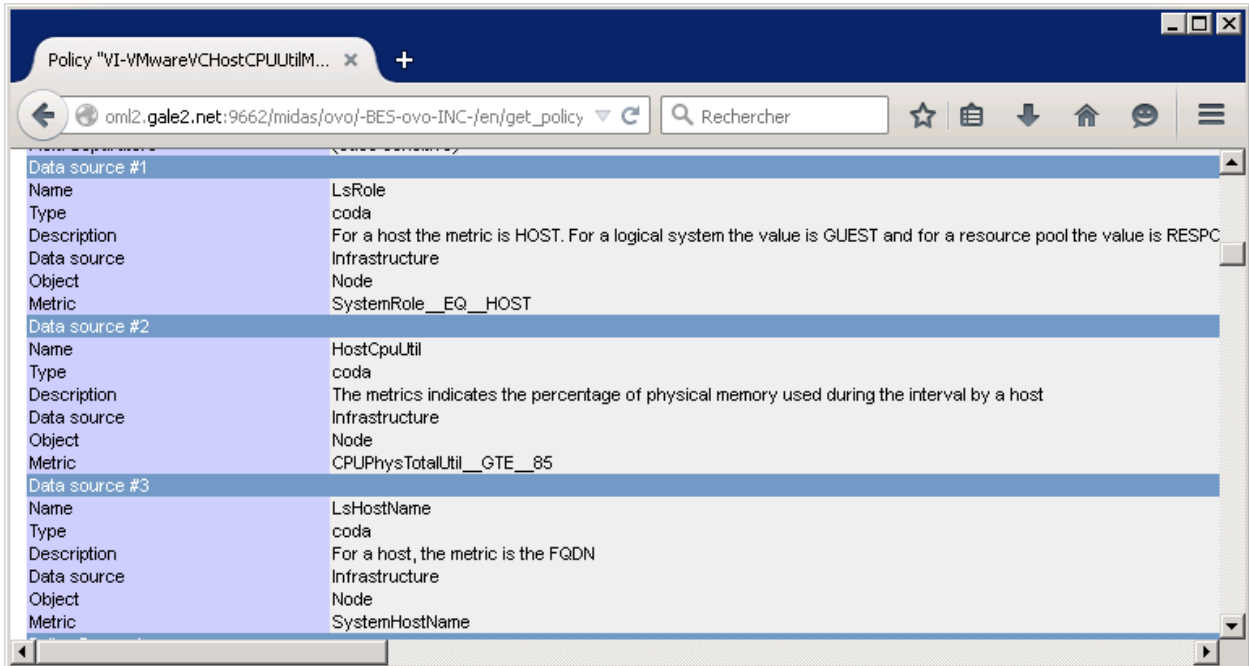 Policy "VI-VMwareVCHostCPUUtilM...
oml2.gale2.net:9662/midas/ovo/-BES-ovo-INC-/en/get_policy Rechercher
Data source #1
Name LsRole
Type coda
Description For a host the metric is HOST. For a logical system the value is GUEST and for a resource pool the value is RESPO
Data source Infrastructure
Object Node
Metric SystemRole__EQ__HOST
Data source #2
Name HostCpuUtil
Type coda
Description The metrics indicates the percentage of physical memory used during the interval by a host
Data source Infrastructure
Object Node
Metric CPUPhysTotalUtil__GTE__85
Data source #3
Name LsHostName
Type coda
Description For a host, the metric is the FQDN
Data source Infrastructure
Object Node
Metric SystemHostName